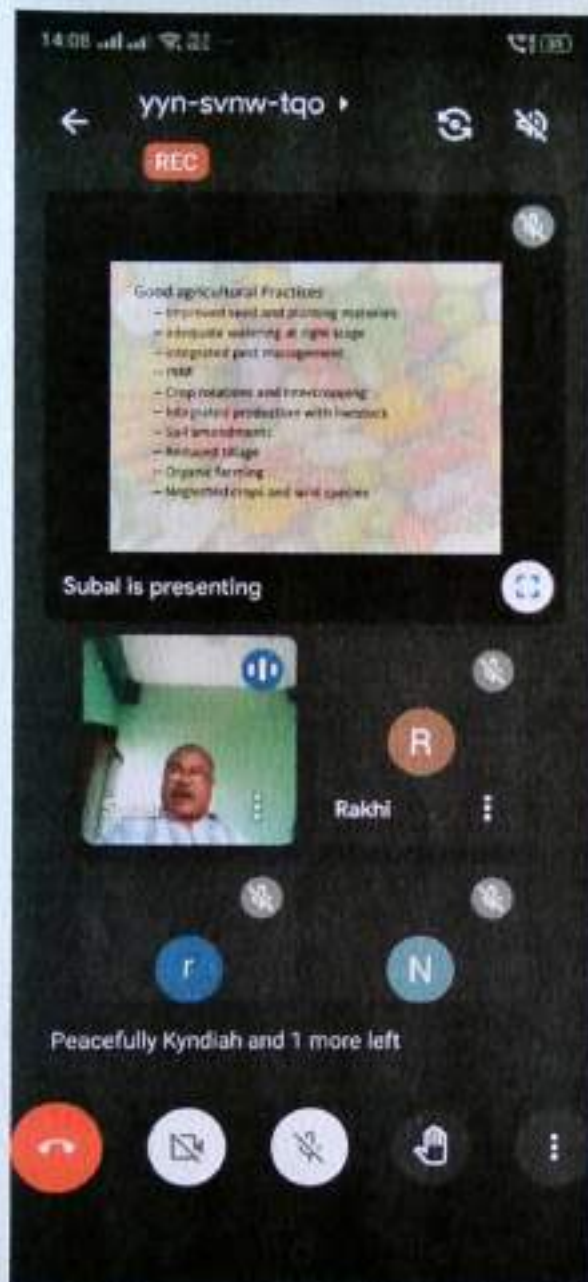 14:08
yyn-svnw-tqo
REC
Good agricultural Practices
– Improved seed and planting materials
– adequate watering at right stage
– Integrated pest management
– Crop rotations and intercropping
– Integrated production with livestock
– Soil amendments
– Reduced tillage
– Organic farming
– Neglected crops and wild species
Subal is presenting
R
Rakhi
r
N
Peacefully Kyndiah and 1 more left